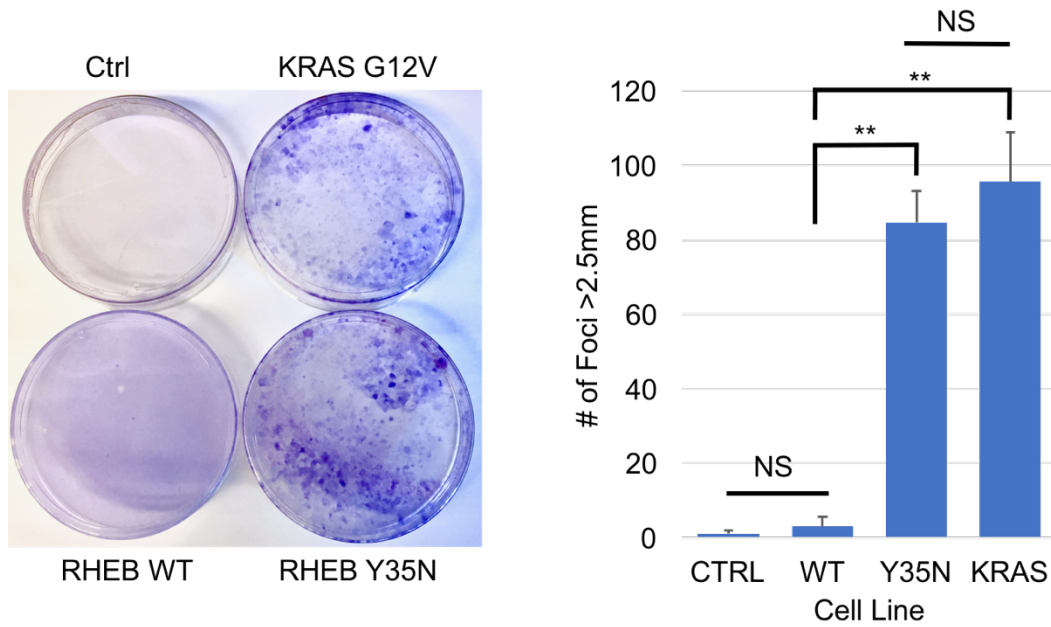 Ctrl KRAS G12V
RHEB WT RHEB Y35N
NS
**
**
120
100
80
60
40
20
0
NS
# of Foci >2.5mm
CTRL WT Y35N KRAS
Cell Line